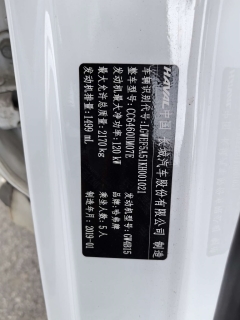 HAVAL 中国 长城汽车股份有限公司 制造
车辆识别代号:LGWEF5A51KH001021
整车型号:CC6460UM07E 发动机型号:GW4B15
发动机最大净功率:120 kW 品牌:哈弗牌
最大允许总质量:2170 kg 乘坐人数:5人
发动机排量:1499 mL 制造年月:2019-01